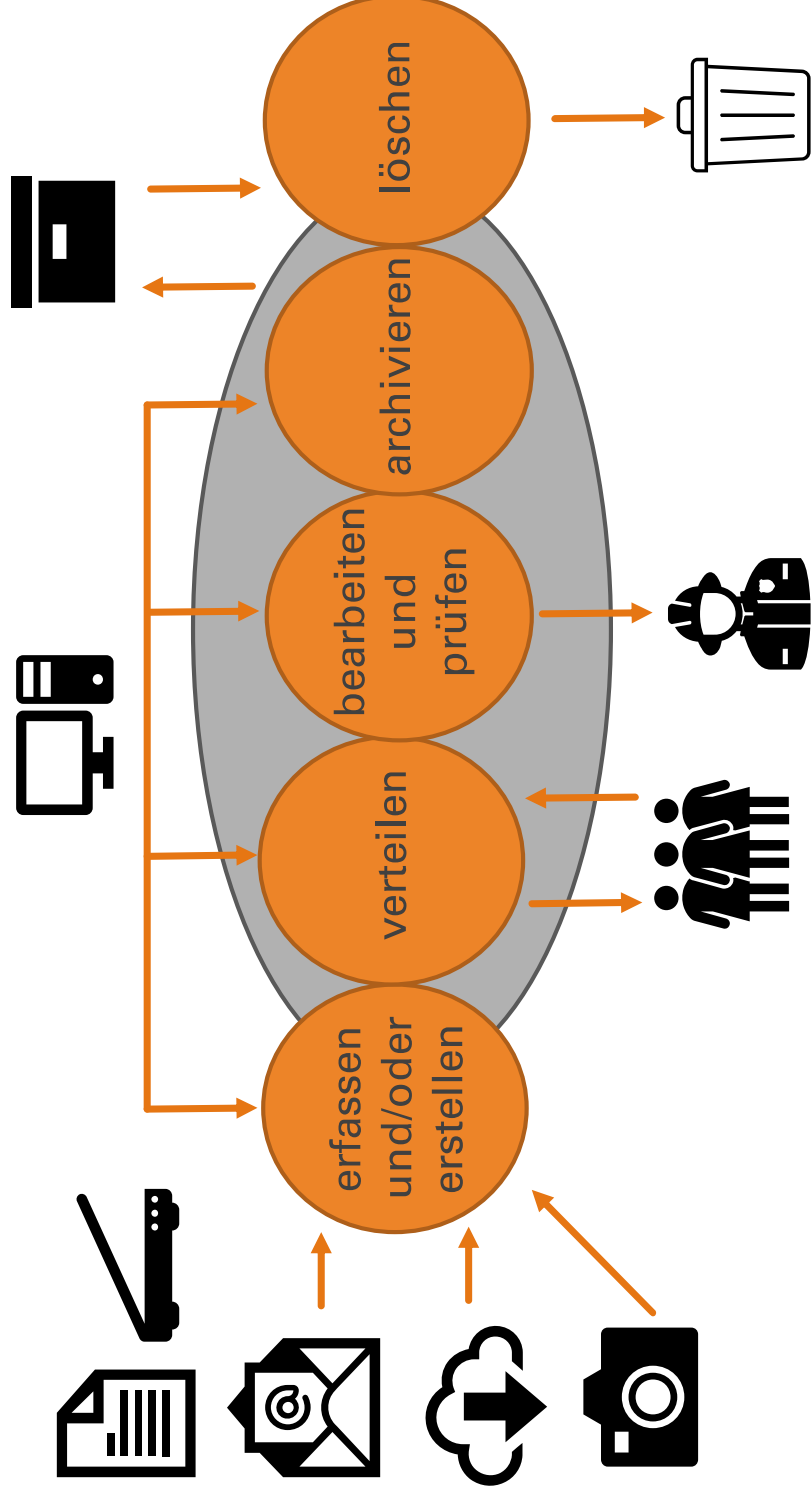 erfassen
und/oder
erstellen
verteilen
bearbeiten
und
prüfen
archivieren
löschen
@